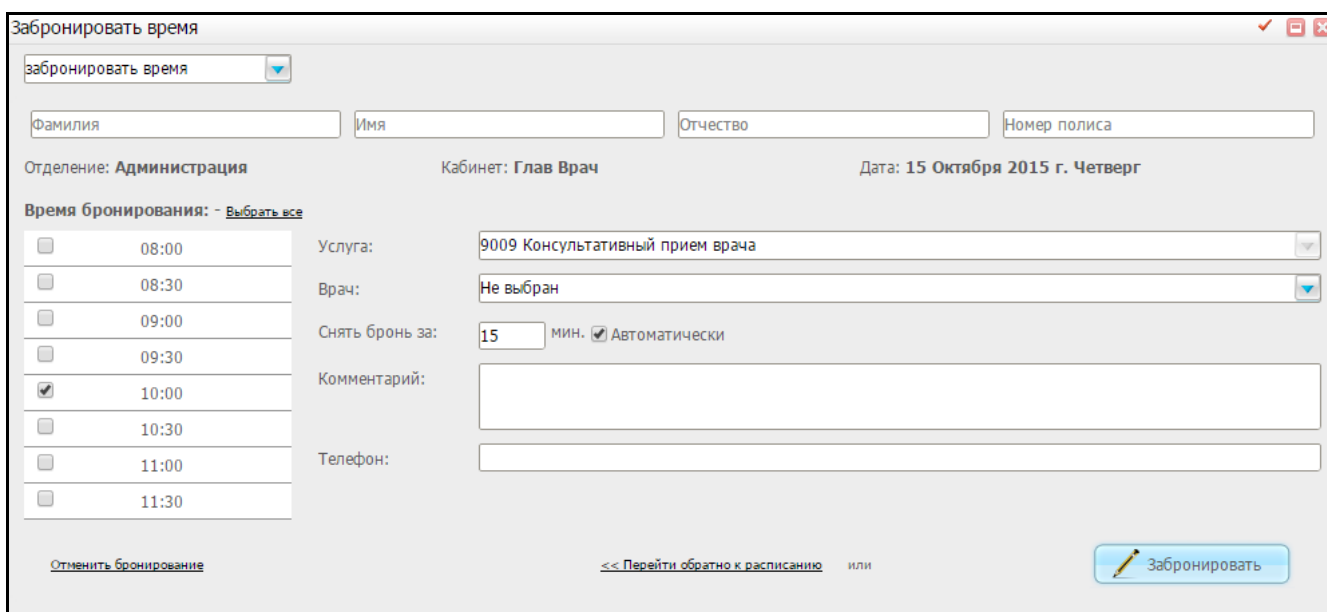 Забронировать время
забронировать время
Фамилия Имя Отчество Номер полиса
Отделение: Администрация Кабинет: Глав Врач Дата: 15 Октября 2015 г. Четверг
Время бронирования: - Выбрать все
08:00 Услуга: 9009 Консультативный прием врача
08:30 Врач: Не выбран
09:00 Снять бронь за: 15 мин. Автоматически
09:30
10:00 Комментарий:
10:30
11:00 Телефон:
11:30
Отменить бронирование << Перейти обратно к расписанию или Забронировать